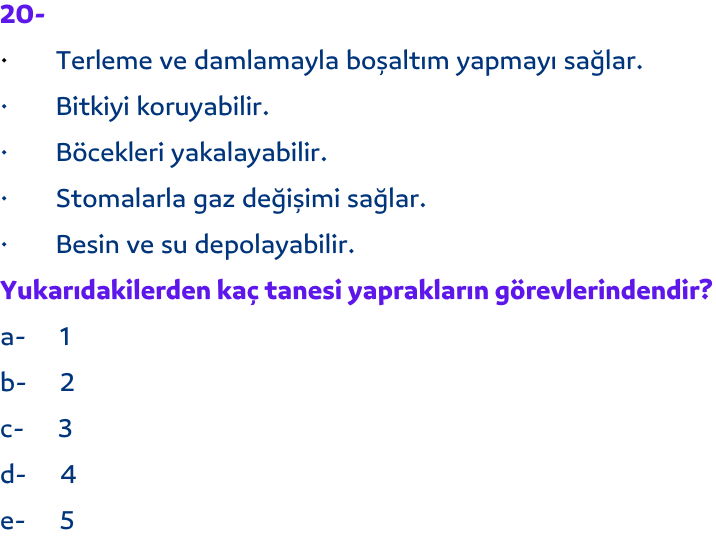 20-
· Terleme ve damlamayla boşaltım yapmayı sağlar.
· Bitkiyi koruyabilir.
· Böcekleri yakalayabilir.
· Stomalarla gaz değişimi sağlar.
· Besin ve su depolayabilir.
Yukarıdakilerden kaç tanesi yaprakların görevlerindendir?
a- 1
b- 2
c- 3
d- 4
e- 5